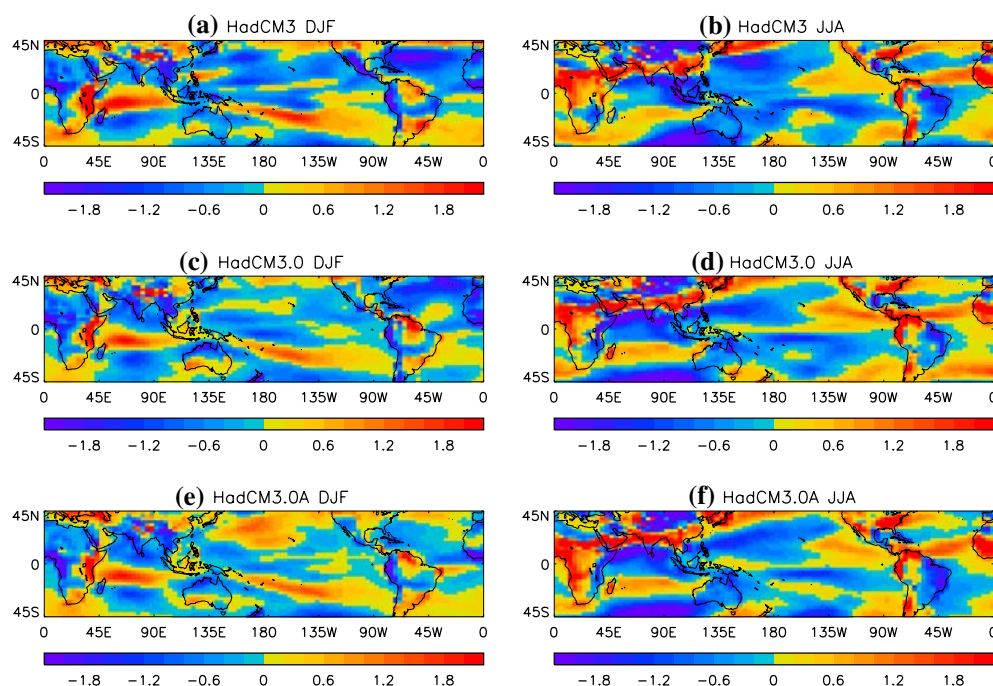 (a) HadCM3 DJF (b) HadCM3 JJA
45N 45N
0 0
45S 45S
0 45E 90E 135E 180 135W 90W 45W 0 0 45E 90E 135E 180 135W 90W 45W 0
−1.8 −1.2 −0.6 0 0.6 1.2 1.8 −1.8 −1.2 −0.6 0 0.6 1.2 1.8
(c) HadCM3.0 DJF (d) HadCM3.0 JJA
45N 45N
0 0
45S 45S
0 45E 90E 135E 180 135W 90W 45W 0 0 45E 90E 135E 180 135W 90W 45W 0
−1.8 −1.2 −0.6 0 0.6 1.2 1.8 −1.8 −1.2 −0.6 0 0.6 1.2 1.8
(e) HadCM3.0A DJF (f) HadCM3.0A JJA
45N 45N
0 0
45S 45S
0 45E 90E 135E 180 135W 90W 45W 0 0 45E 90E 135E 180 135W 90W 45W 0
−1.8 −1.2 −0.6 0 0.6 1.2 1.8 −1.8 −1.2 −0.6 0 0.6 1.2 1.8